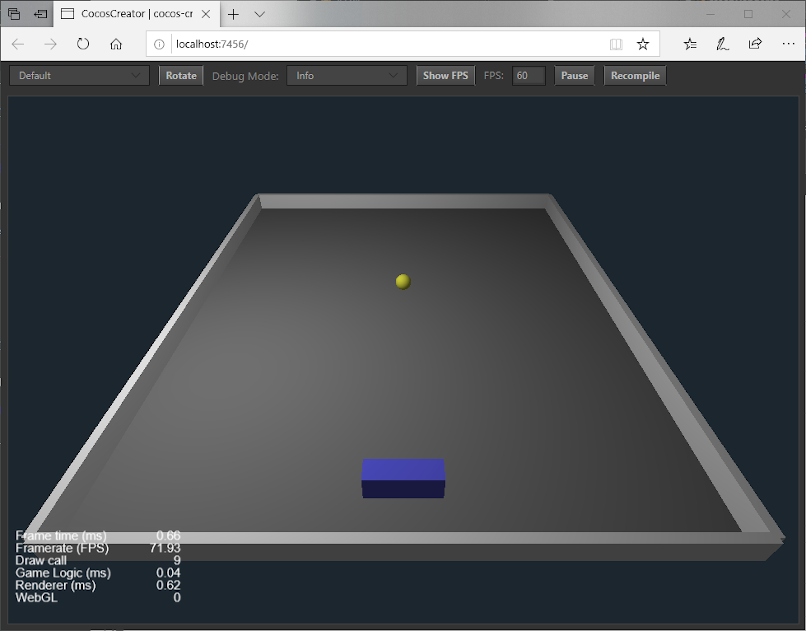 CocosCreator | cocos-cr
localhost:7456/
Default Rotate Debug Mode: Info Show FPS FPS: 60 Pause Recompile
Frame time (ms) 0.66
Framerate (FPS) 71.93
Draw call 9
Game Logic (ms) 0.04
Renderer (ms) 0.62
WebGL 0